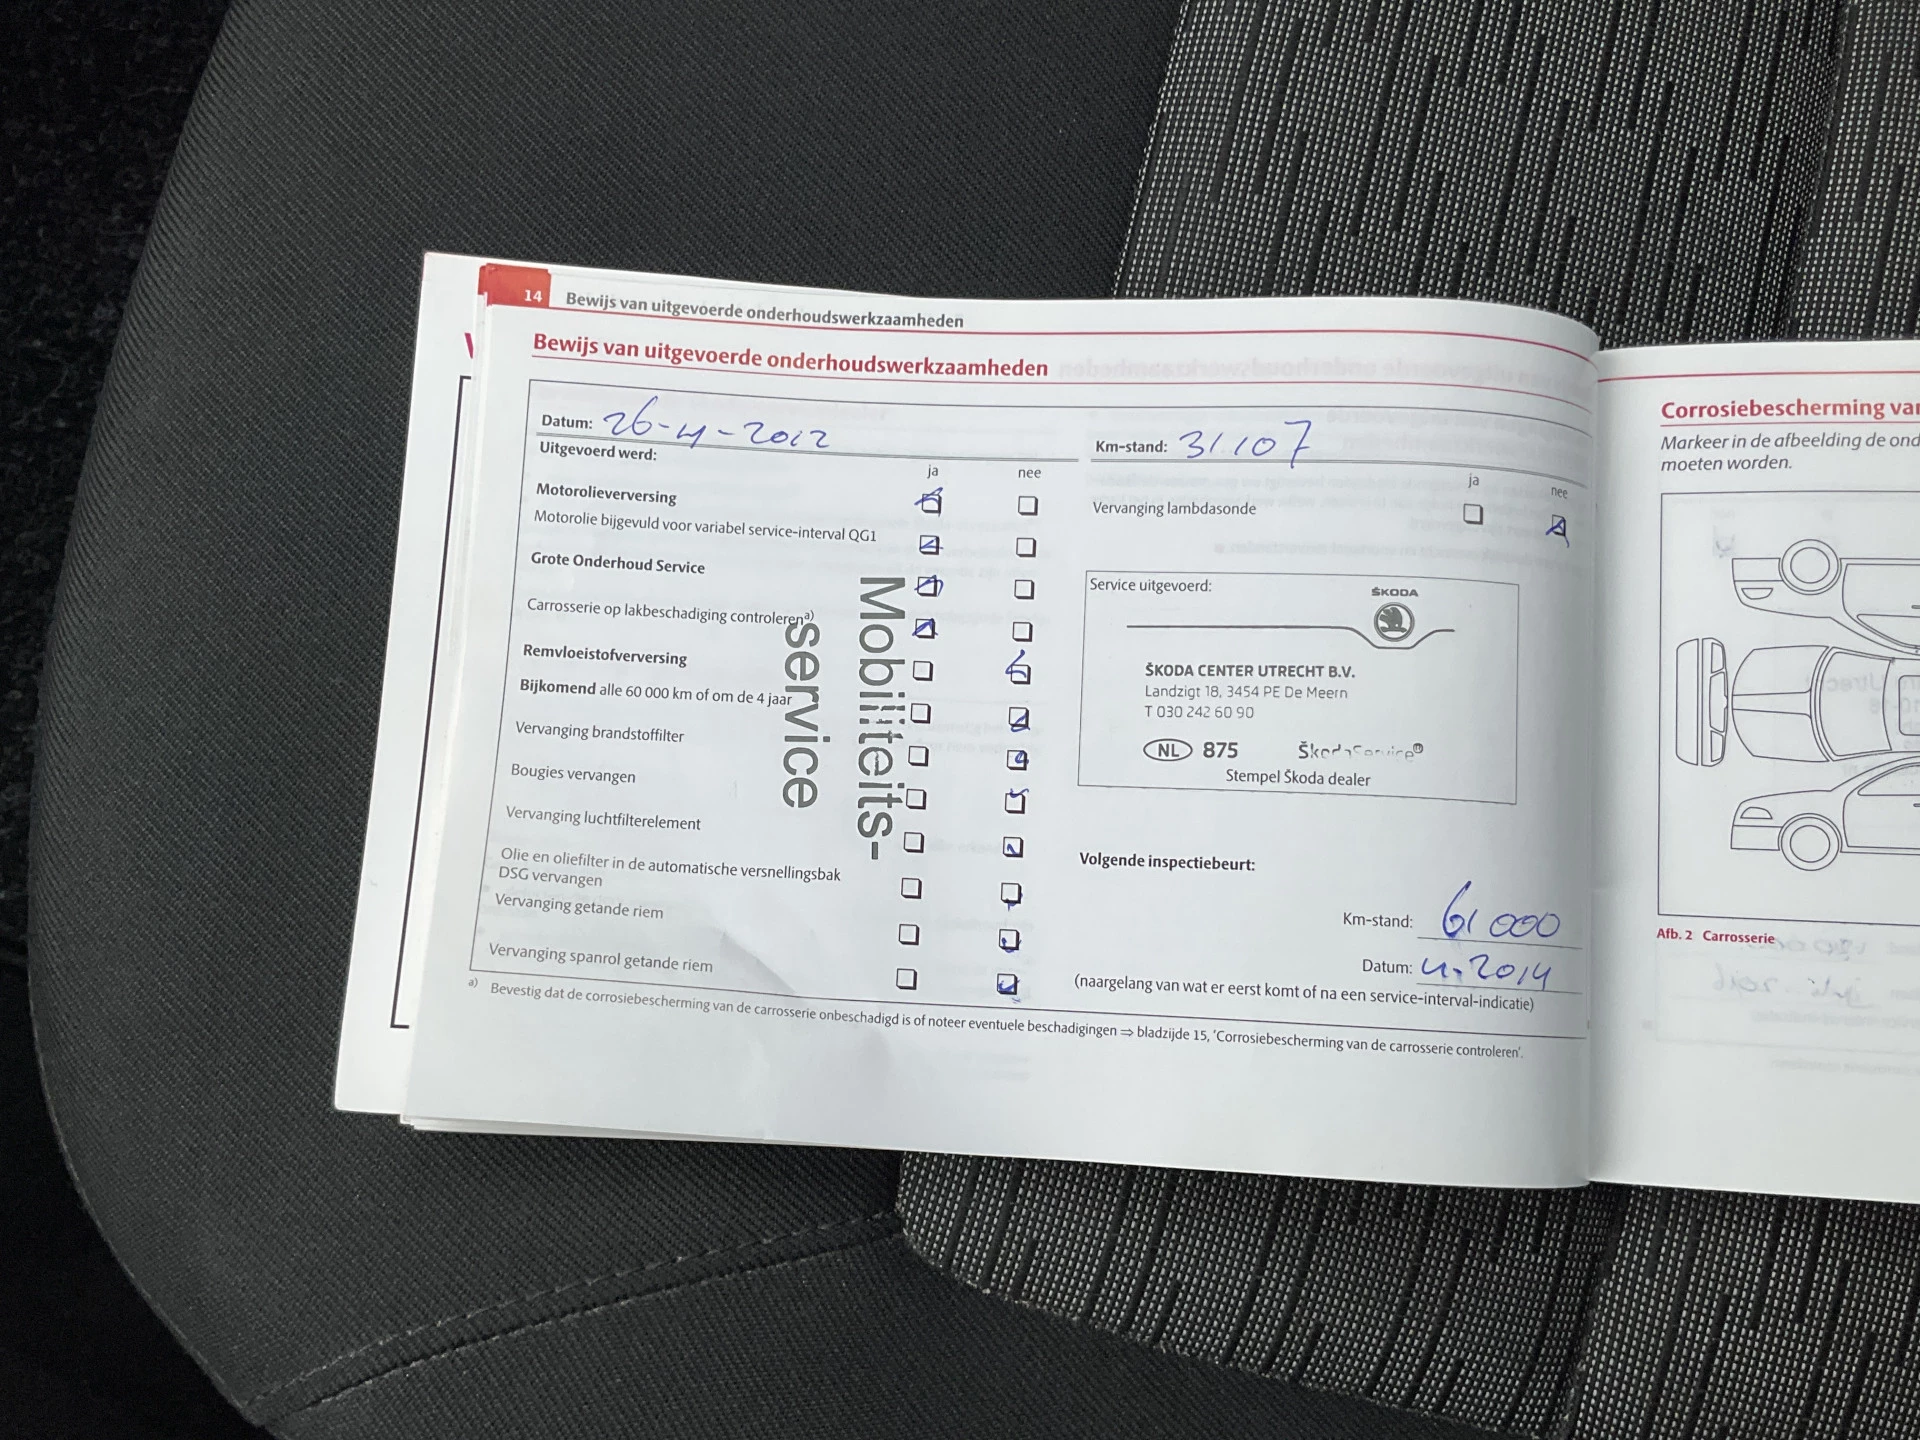 14 Bewijs van uitgevoerde onderhoudswerkzaamheden
Bewijs van uitgevoerde onderhoudswerkzaamheden
Datum: 26-4-2012
Km-stand: 31.107
Uitgevoerd werd:
ja nee
Motorolieverversing
Motorolie bijgevuld voor variabel service-interval QG1
Grote Onderhoud Service
Carrosserie op lakbeschadiging controleren a)
Remvloeistofverversing
Bijkomend alle 60 000 km of om de 4 jaar
Vervanging brandstoffilter
Bougies vervangen
Vervanging luchtfilterelement
Olie en oliefilter in de automatische versnellingsbak
DSG vervangen
Vervanging getande riem
Vervanging spanrol getande riem
Mobiliteits-
service
ja nee
Vervanging lambdasonde
Service uitgevoerd:
ŠKODA
ŠKODA CENTER UTRECHT B.V.
Landzigt 18, 3454 PE De Meern
T 030 242 60 90
NL 875 ŠkodaService®
Stempel Škoda dealer
Volgende inspectiebeurt:
Km-stand: 61 000
Datum: 4.2014
(naargelang van wat er eerst komt of na een service-interval-indicatie)
a) Bevestig dat de corrosiebescherming van de carrosserie onbeschadigd is of noteer eventuele beschadigingen ⇒ bladzijde 15, 'Corrosiebescherming van de carrosserie controleren'.
Corrosiebescherming van
Markeer in de afbeelding de ond
moeten worden.
Afb. 2 Carrosserie